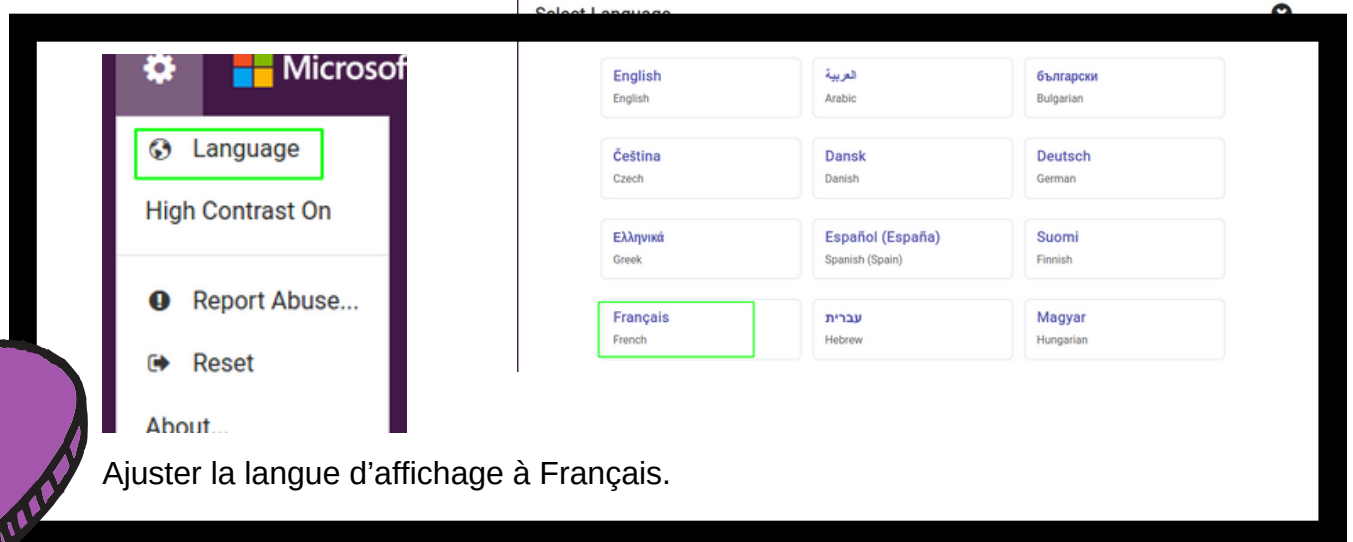 Select Language
Microsof
Language
High Contrast On
Report Abuse...
Reset
About...
English
English
العربية
Arabic
български
Bulgarian
Čeština
Czech
Dansk
Danish
Deutsch
German
Ελληνικά
Greek
Español (España)
Spanish (Spain)
Suomi
Finnish
Français
French
עברית
Hebrew
Magyar
Hungarian
Ajuster la langue d’affichage à Français.